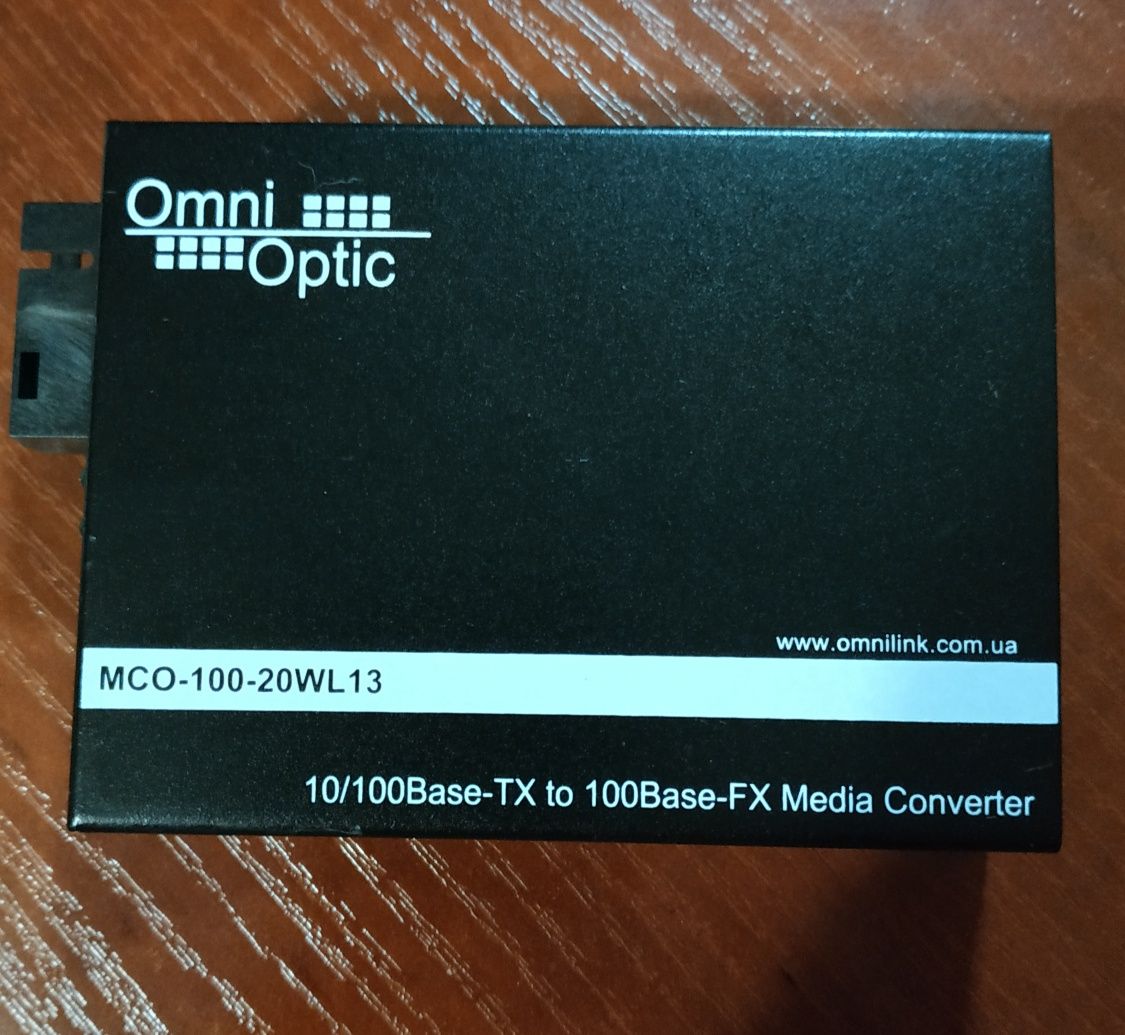 Omni
Optic
www.omnilink.com.ua
MCO-100-20WL13
10/100Base-TX to 100Base-FX Media Converter